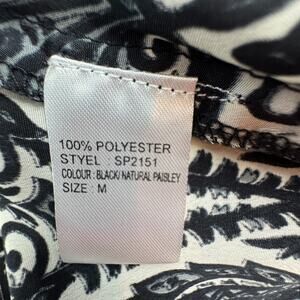 100% POLYESTER
STYEL : SP2151
COLOUR : BLACK/ NATURAL PAISLEY
SIZE : M